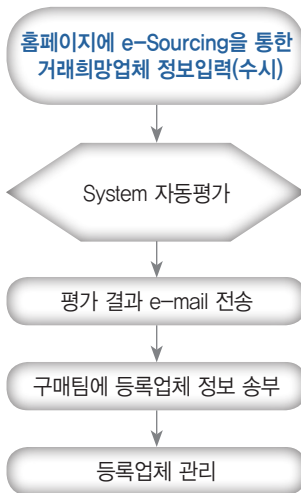 홈페이지에 e-Sourcing을 통한
거래희망업체 정보입력(수시)
System 자동평가
평가 결과 e-mail 전송
구매팀에 등록업체 정보 송부
등록업체 관리